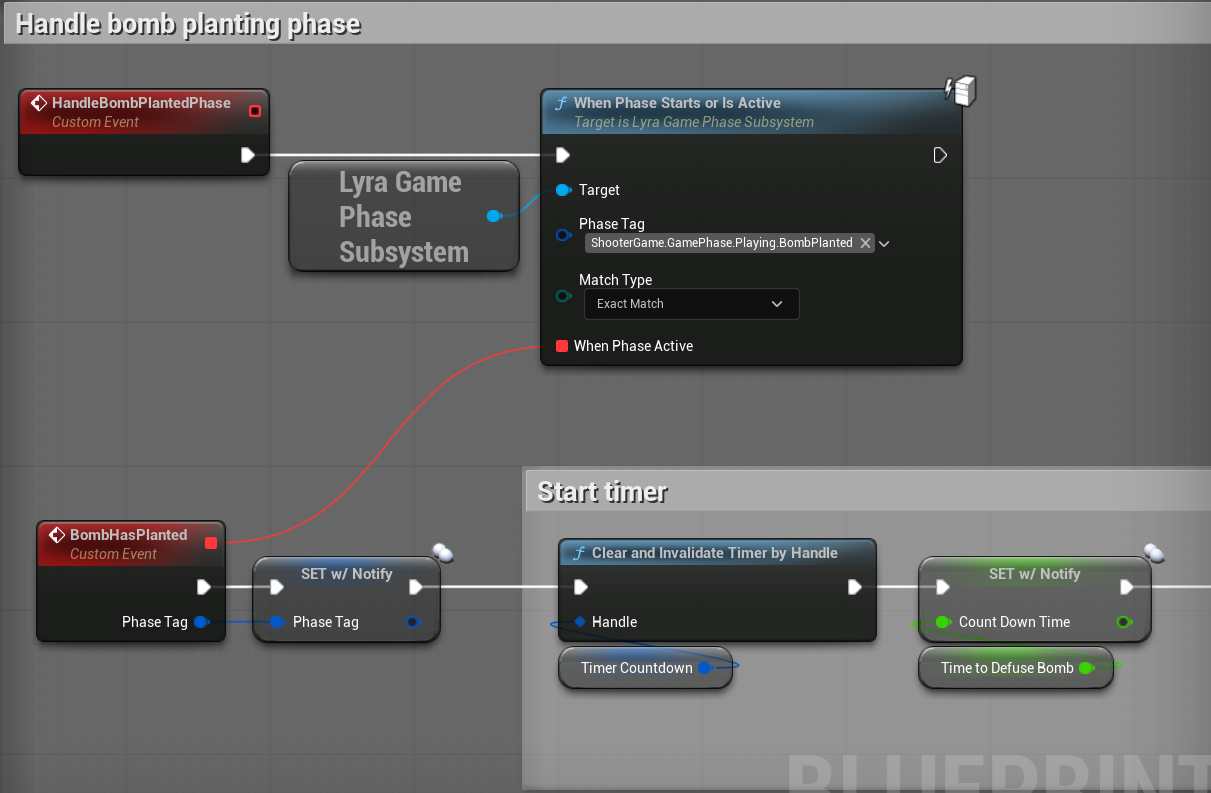 Handle bomb planting phase
HandleBombPlantedPhase
Custom Event
Lyra Game
Phase
Subsystem
When Phase Starts or Is Active
Target is Lyra Game Phase Subsystem
Target
Phase Tag
ShooterGame.GamePhase.Playing.BombPlanted
Match Type
Exact Match
When Phase Active
BombHasPlanted
Custom Event
Phase Tag
SET w/ Notify
Phase Tag
Start timer
Clear and Invalidate Timer by Handle
Handle
Timer Countdown
SET w/ Notify
Count Down Time
Time to Defuse Bomb
BLUEPRINT